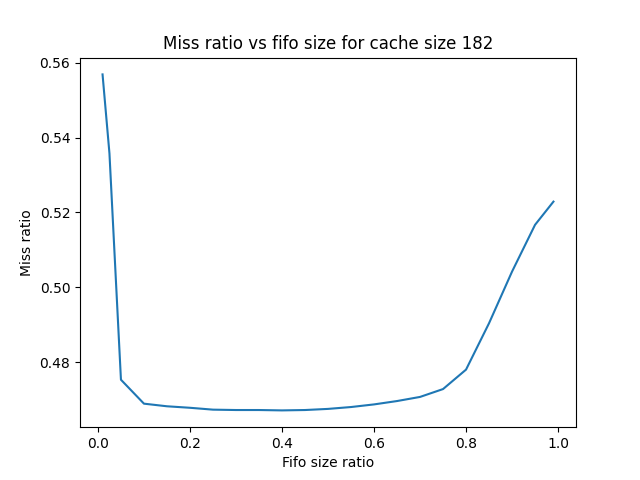 Miss ratio vs fifo size for cache size 182
0.56
0.54
0.52
0.50
0.48
Miss ratio
0.0 0.2 0.4 0.6 0.8 1.0
Fifo size ratio